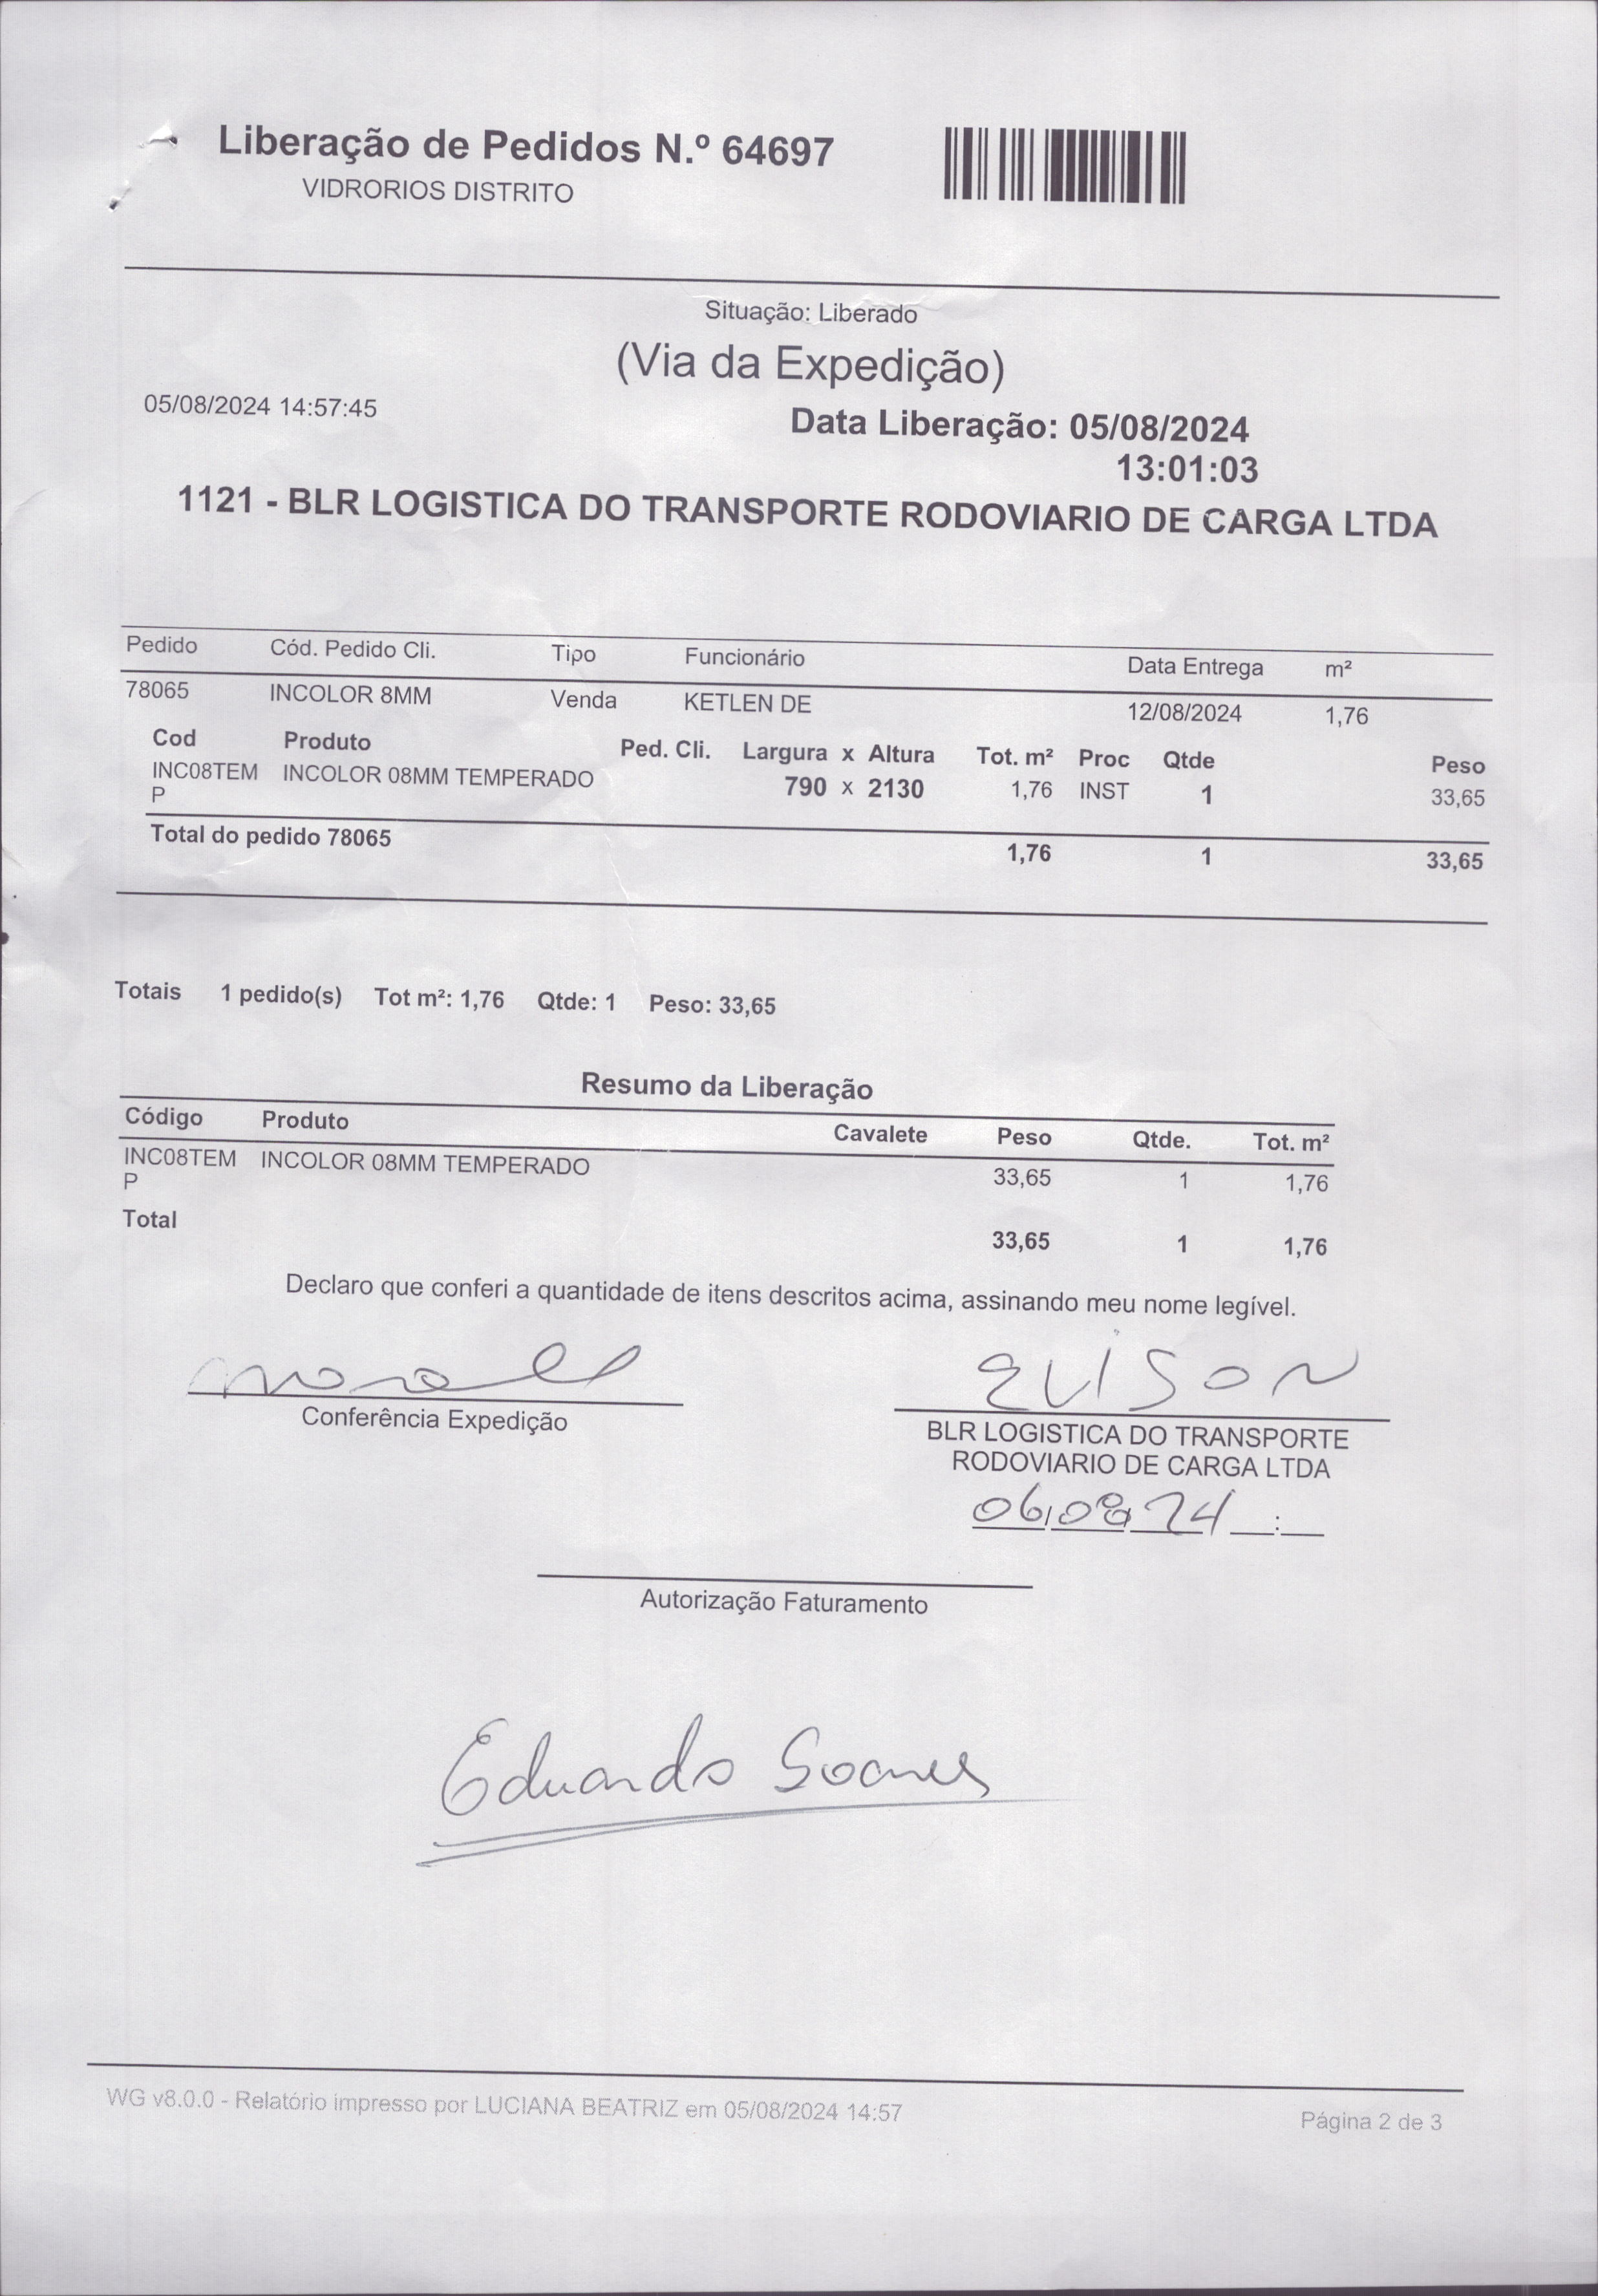 Liberação de Pedidos N.º 64697
VIDRORIOS DISTRITO
Situação: Liberado
(Via da Expedição)
05/08/2024 14:57:45
Data Liberação: 05/08/2024
13:01:03
1121 - BLR LOGISTICA DO TRANSPORTE RODOVIARIO DE CARGA LTDA
Pedido Cód. Pedido Cli. Tipo Funcionário Data Entrega m²
78065 INCOLOR 8MM Venda KETLEN DE 12/08/2024 1,76
Cod Produto Ped. Cli. Largura x Altura Tot. m² Proc Qtde Peso
INC08TEM INCOLOR 08MM TEMPERADO 790 x 2130 1,76 INST 1 33,65
P
Total do pedido 78065 1,76 1 33,65
Totais 1 pedido(s) Tot m²: 1,76 Qtde: 1 Peso: 33,65
Resumo da Liberação
Código Produto Cavalete Peso Qtde. Tot. m²
INC08TEM INCOLOR 08MM TEMPERADO 33,65 1 1,76
P
Total 33,65 1 1,76
Declaro que conferi a quantidade de itens descritos acima, assinando meu nome legível.
Conferência Expedição
BLR LOGISTICA DO TRANSPORTE
RODOVIARIO DE CARGA LTDA
06/08/24 __:__
Autorização Faturamento
Eduardo Soares
WG v8.0.0 - Relatório impresso por LUCIANA BEATRIZ em 05/08/2024 14:57
Página 2 de 3